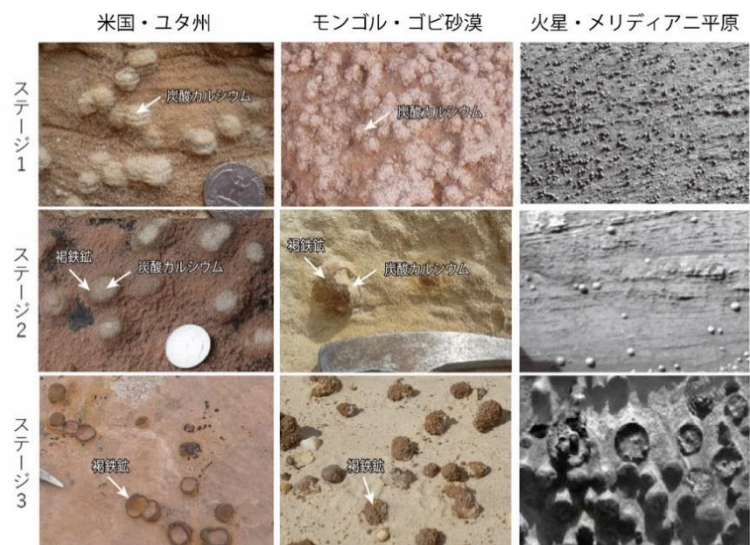 米国・ユタ州
モンゴル・ゴビ砂漠
火星・メリディアニ平原
ステージ1
炭酸カルシウム
炭酸カルシウム
ステージ2
褐鉄鉱
炭酸カルシウム
褐鉄鉱
炭酸カルシウム
ステージ3
褐鉄鉱
褐鉄鉱